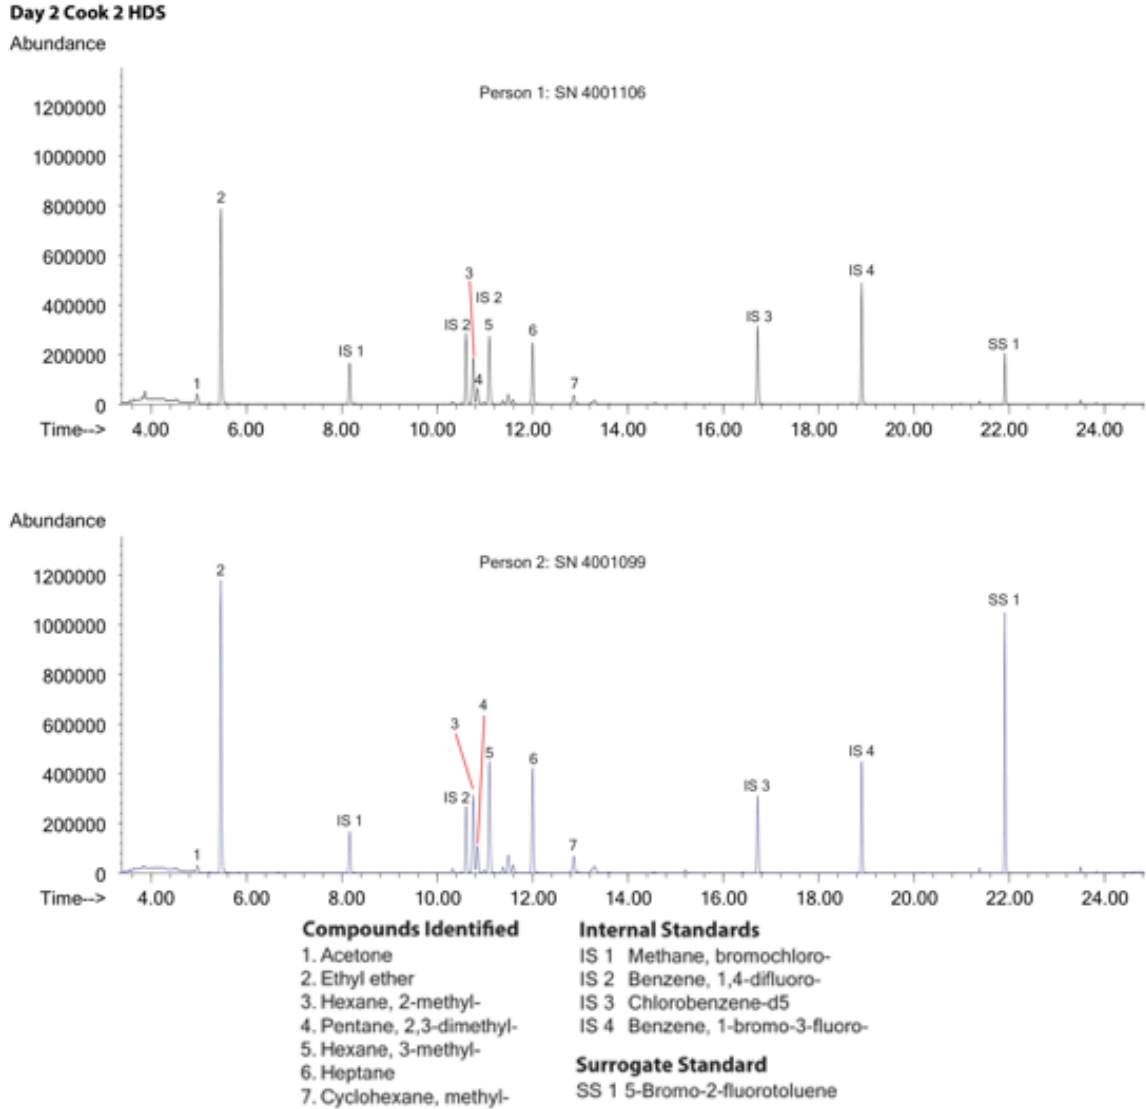 Day 2 Cook 2 HDS
Abundance
Person 1: SN 4001106
1200000
1000000
800000
600000
400000
200000
0
2
3
IS 2
IS 4
IS 2
5
6
IS 3
IS 1
SS 1
1
4
7
Time-->
4.00 6.00 8.00 10.00 12.00 14.00 16.00 18.00 20.00 22.00 24.00
Abundance
Person 2: SN 4001099
1200000
1000000
800000
600000
400000
200000
0
2
SS 1
4
3
5
6
IS 4
IS 2
IS 3
IS 1
1
7
Time-->
4.00 6.00 8.00 10.00 12.00 14.00 16.00 18.00 20.00 22.00 24.00
Compounds Identified
1. Acetone
2. Ethyl ether
3. Hexane, 2-methyl-
4. Pentane, 2,3-dimethyl-
5. Hexane, 3-methyl-
6. Heptane
7. Cyclohexane, methyl-
Internal Standards
IS 1 Methane, bromochloro-
IS 2 Benzene, 1,4-difluoro-
IS 3 Chlorobenzene-d5
IS 4 Benzene, 1-bromo-3-fluoro-
Surrogate Standard
SS 1 5-Bromo-2-fluorotoluene